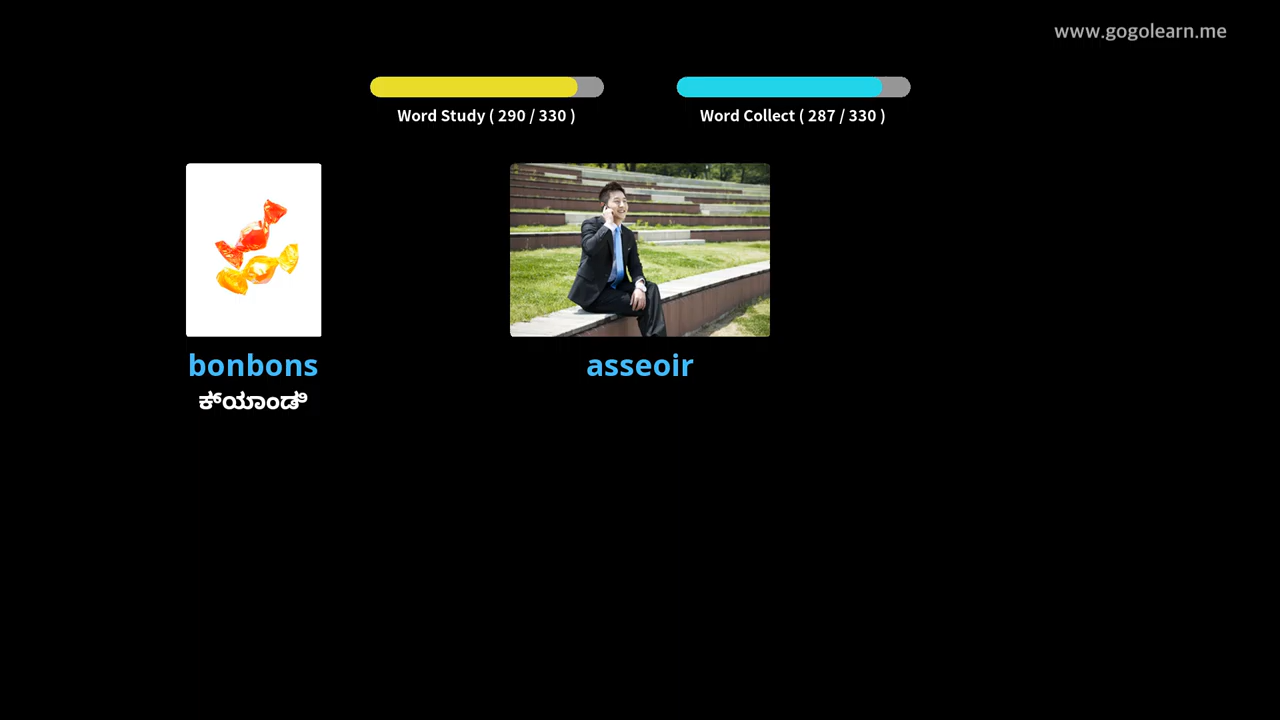 www.gogolearn.me
Word Study ( 290 / 330 )
Word Collect ( 287 / 330 )
bonbons
asseoir
ಕ್ಯಾಂಡಿ